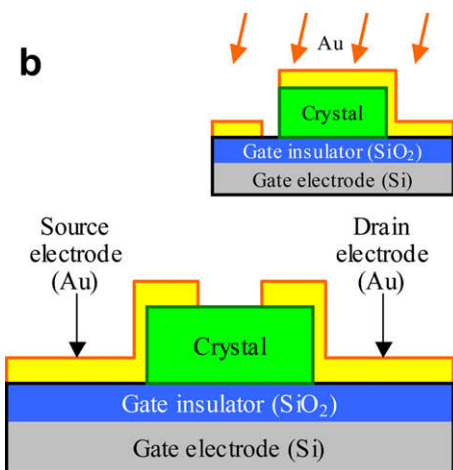 b
Au
Crystal
Gate insulator (SiO₂)
Gate electrode (Si)
Source
electrode
(Au)
Drain
electrode
(Au)
Crystal
Gate insulator (SiO₂)
Gate electrode (Si)